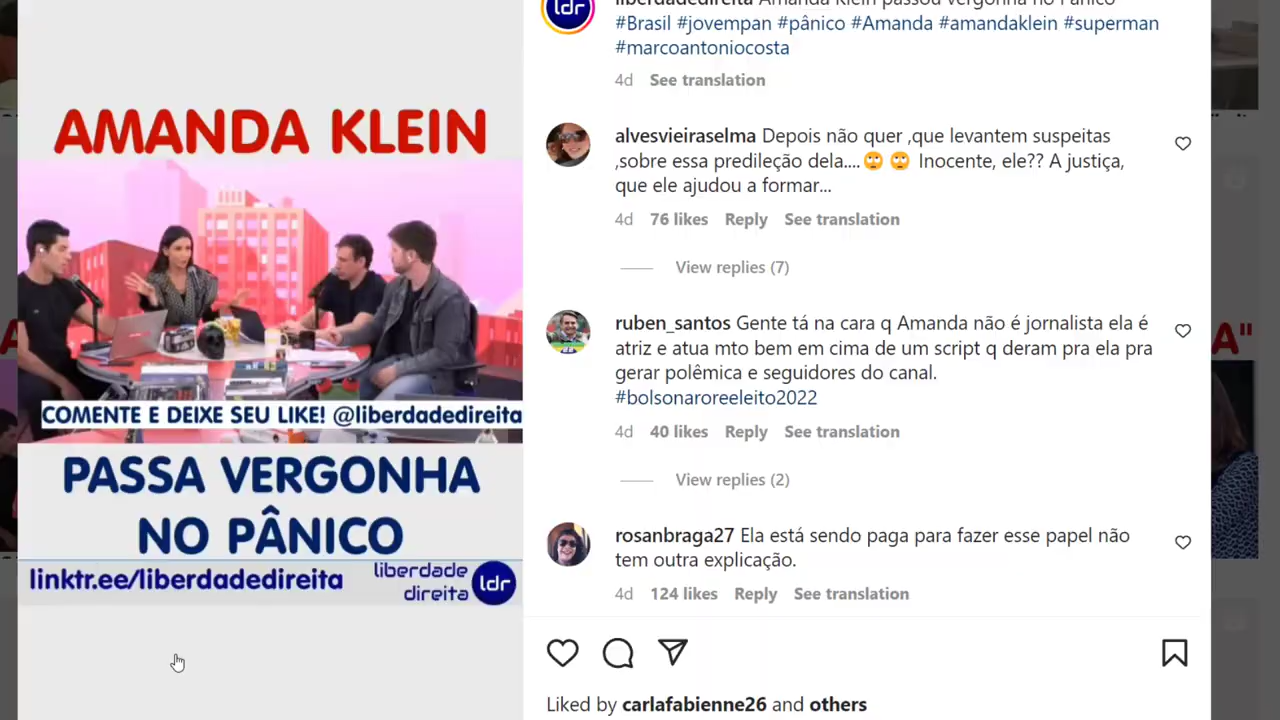 AMANDA KLEIN
COMENTE E DEIXE SEU LIKE! @liberdadedireita
PASSA VERGONHA
NO PÂNICO
linktr.ee/liberdadedireita
liberdade
direita
ldr
ldr
liberdadedireita Amanda Klein passou vergonha no Pânico
#Brasil #jovempan #pânico #Amanda #amandaklein #superman
#marcoantoniocosta
4d See translation
alvesvieiraselma Depois não quer ,que levantem suspeitas
,sobre essa predileção dela....🙄 🙄 Inocente, ele?? A justiça,
que ele ajudou a formar...
4d 76 likes Reply See translation
View replies (7)
ruben_santos Gente tá na cara q Amanda não é jornalista ela é
atriz e atua mto bem em cima de um script q deram pra ela pra
gerar polêmica e seguidores do canal.
#bolsonaroreeleito2022
4d 40 likes Reply See translation
View replies (2)
rosanbraga27 Ela está sendo paga para fazer esse papel não
tem outra explicação.
4d 124 likes Reply See translation
Liked by carlafabienne26 and others
A"